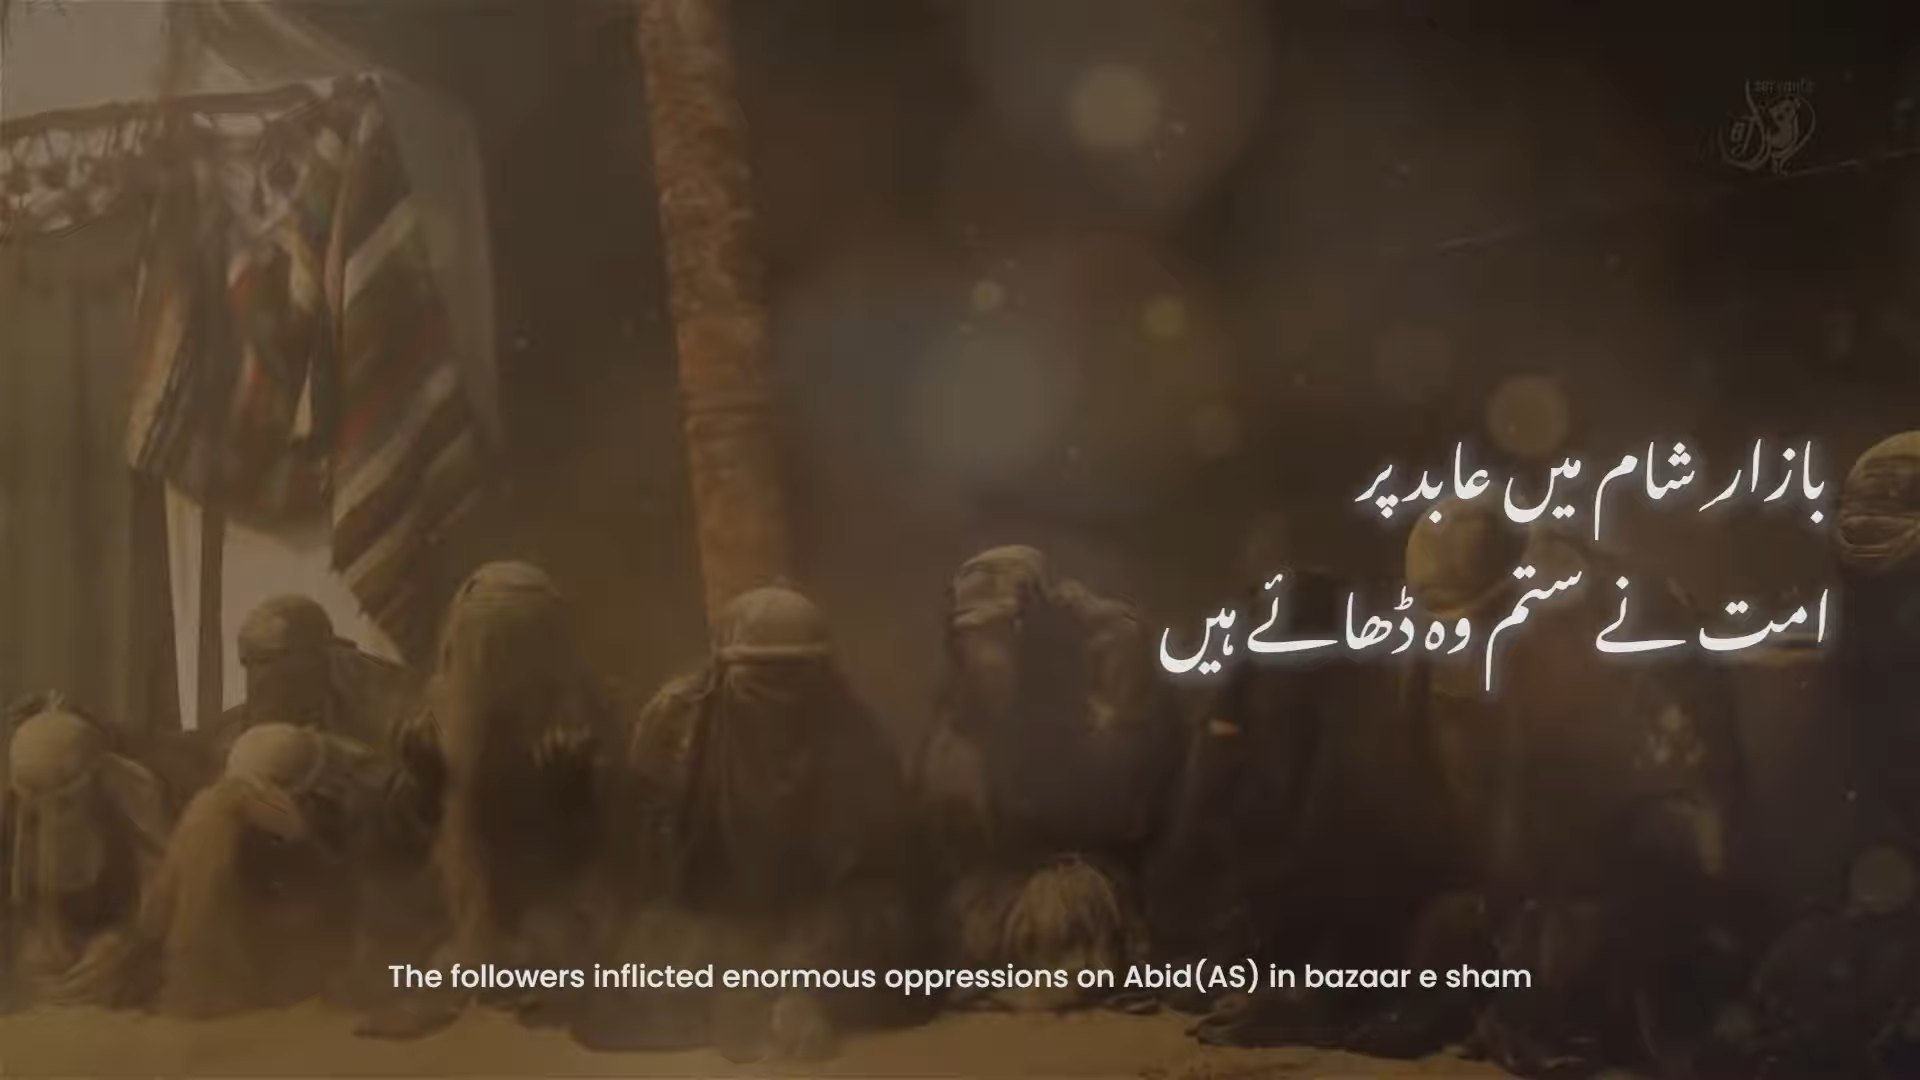 بازارِ شام میں عابد پر
امت نے ستم وہ ڈھائے ہیں
The followers inflicted enormous oppressions on Abid(AS) in bazaar e sham